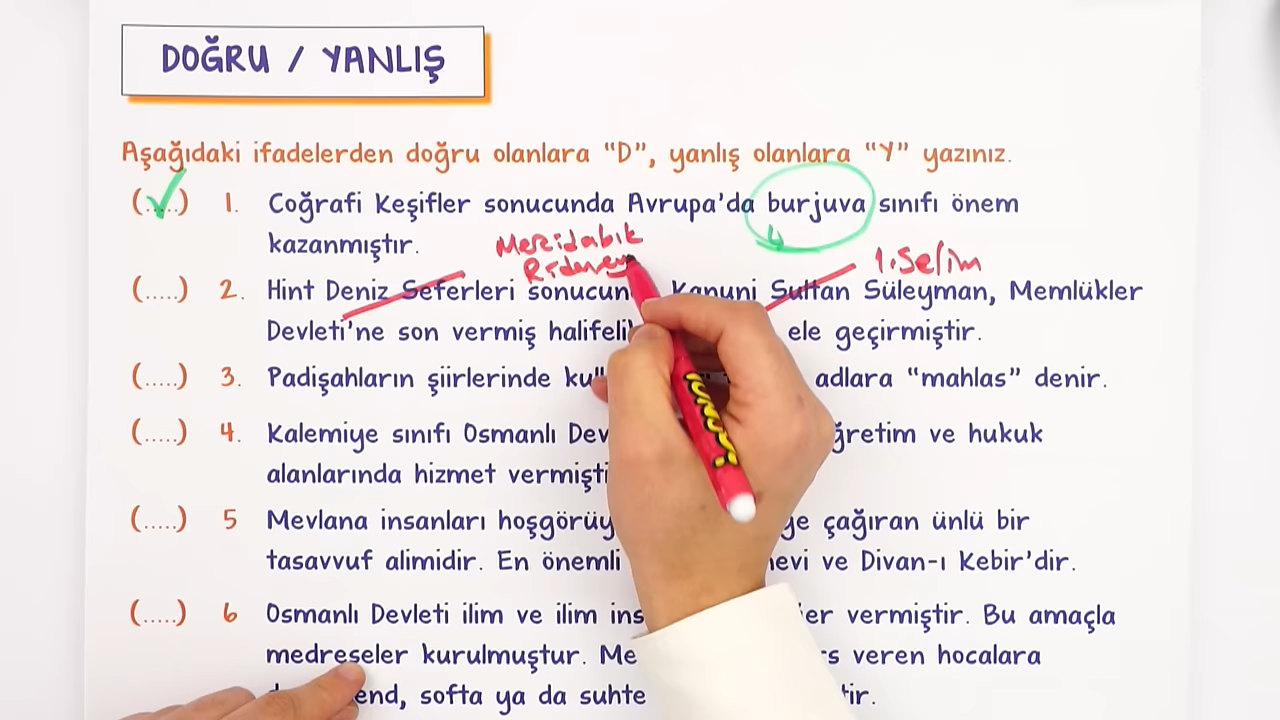 DOĞRU / YANLIŞ
Aşağıdaki ifadelerden doğru olanlara “D”, yanlış olanlara “Y” yazınız.
(.....) 1. Coğrafi Keşifler sonucunda Avrupa’da burjuva sınıfı önem
kazanmıştır.
Mercidabık
1.Selim
(.....) 2. Hint Deniz Seferleri sonucun Kanuni Sultan Süleyman, Memlükler
Devleti’ne son vermiş ele geçirmiştir.
(.....) 3. Padişahların şiirlerinde adlara “mahlas” denir.
(.....) 4. Kalemiye sınıfı Osmanlı Dev ğretim ve hukuk
alanlarında hizmet vermişti
(.....) 5 Mevlana insanları hoşgörüy çağıran ünlü bir
tasavvuf alimidir. En önemli nevi ve Divan-ı Kebir’dir.
(.....) 6 Osmanlı Devleti ilim ve ilim ins er vermiştir. Bu amaçla
medreseler kurulmuştur. Me rs veren hocalara
end, softa ya da suhte tir.